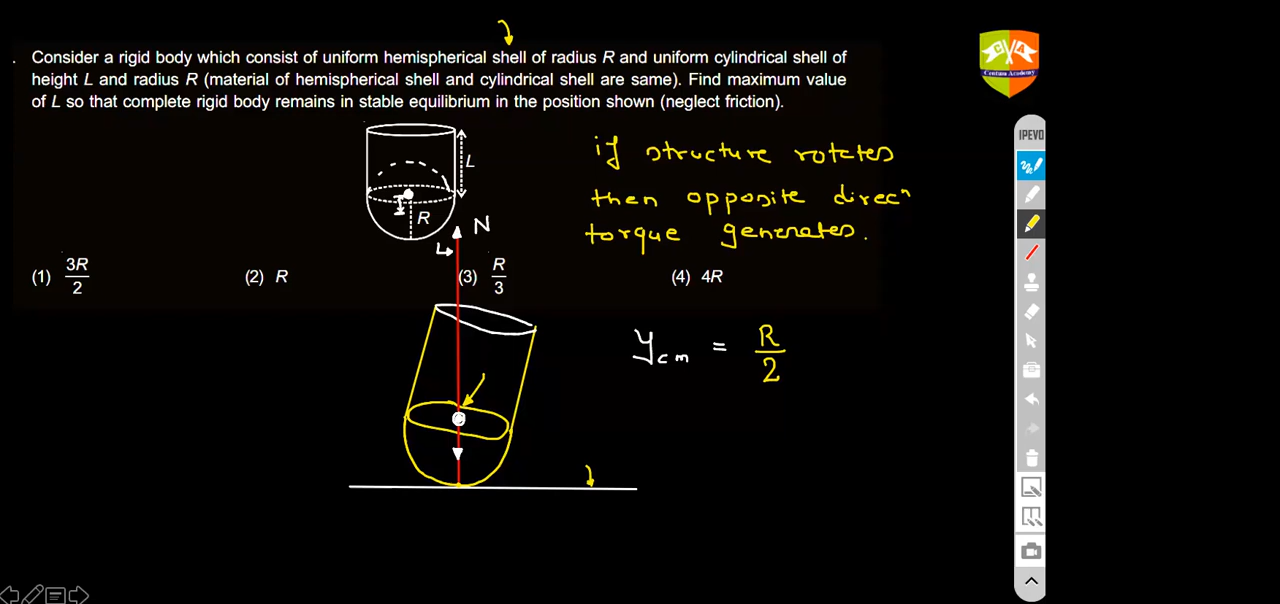 . Consider a rigid body which consist of uniform hemispherical shell of radius R and uniform cylindrical shell of
height L and radius R (material of hemispherical shell and cylindrical shell are same). Find maximum value
of L so that complete rigid body remains in stable equilibrium in the position shown (neglect friction).
L
R
N
if structure rotates
then opposite direcⁿ
torque generates.
(1) 3R/2 (2) R (3) R/3 (4) 4R
y_cm = R/2
C A
Centum Academy
IPEVO